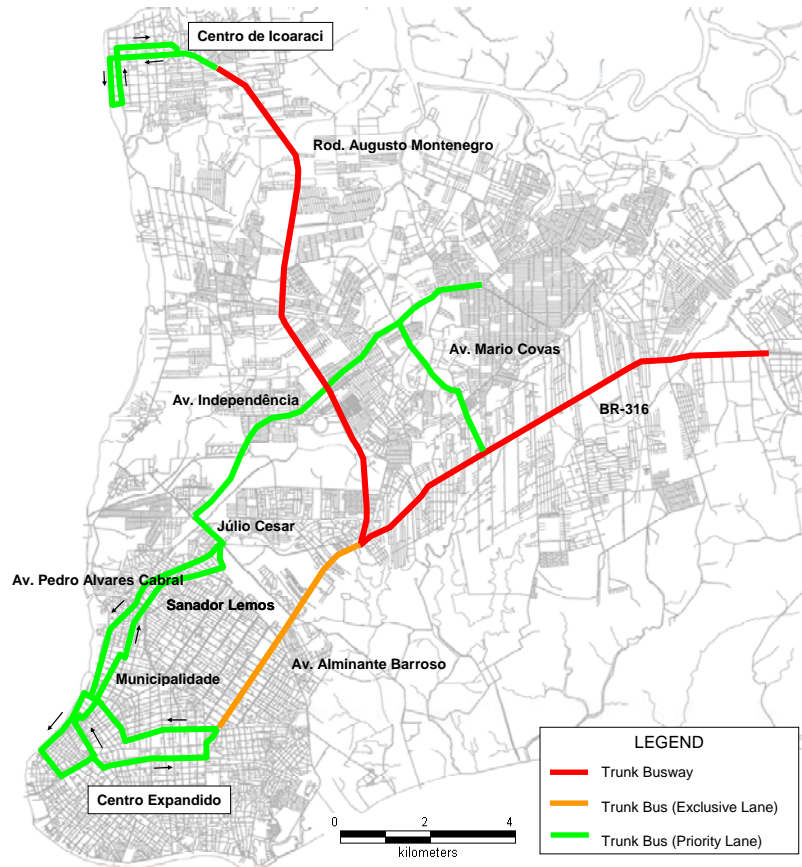 Centro de Icoaraci
Rod. Augusto Montenegro
Av. Mario Covas
Av. Independência
BR-316
Júlio Cesar
Av. Pedro Alvares Cabral
Sanador Lemos
Av. Alminante Barroso
Municipalidade
Centro Expandido
LEGEND
Trunk Busway
Trunk Bus (Exclusive Lane)
Trunk Bus (Priority Lane)
0 2 4
kilometers